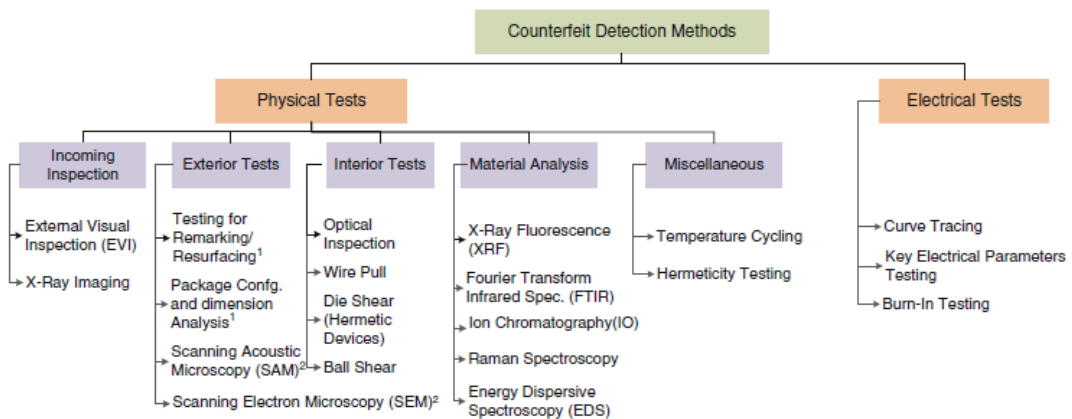 Counterfeit Detection Methods
Physical Tests
Electrical Tests
Incoming
Inspection
Exterior Tests
Interior Tests
Material Analysis
Miscellaneous
External Visual
Inspection (EVI)
X-Ray Imaging
Testing for
Remarking/
Resurfacing¹
Package Confg.
and dimension
Analysis¹
Scanning Acoustic
Microscopy (SAM)²
Scanning Electron Microscopy (SEM)²
Optical
Inspection
Wire Pull
Die Shear
(Hermetic
Devices)
Ball Shear
X-Ray Fluorescence
(XRF)
Fourier Transform
Infrared Spec. (FTIR)
Ion Chromatography(IO)
Raman Spectroscopy
Energy Dispersive
Spectroscopy (EDS)
Temperature Cycling
Hermeticity Testing
Curve Tracing
Key Electrical Parameters
Testing
Burn-In Testing